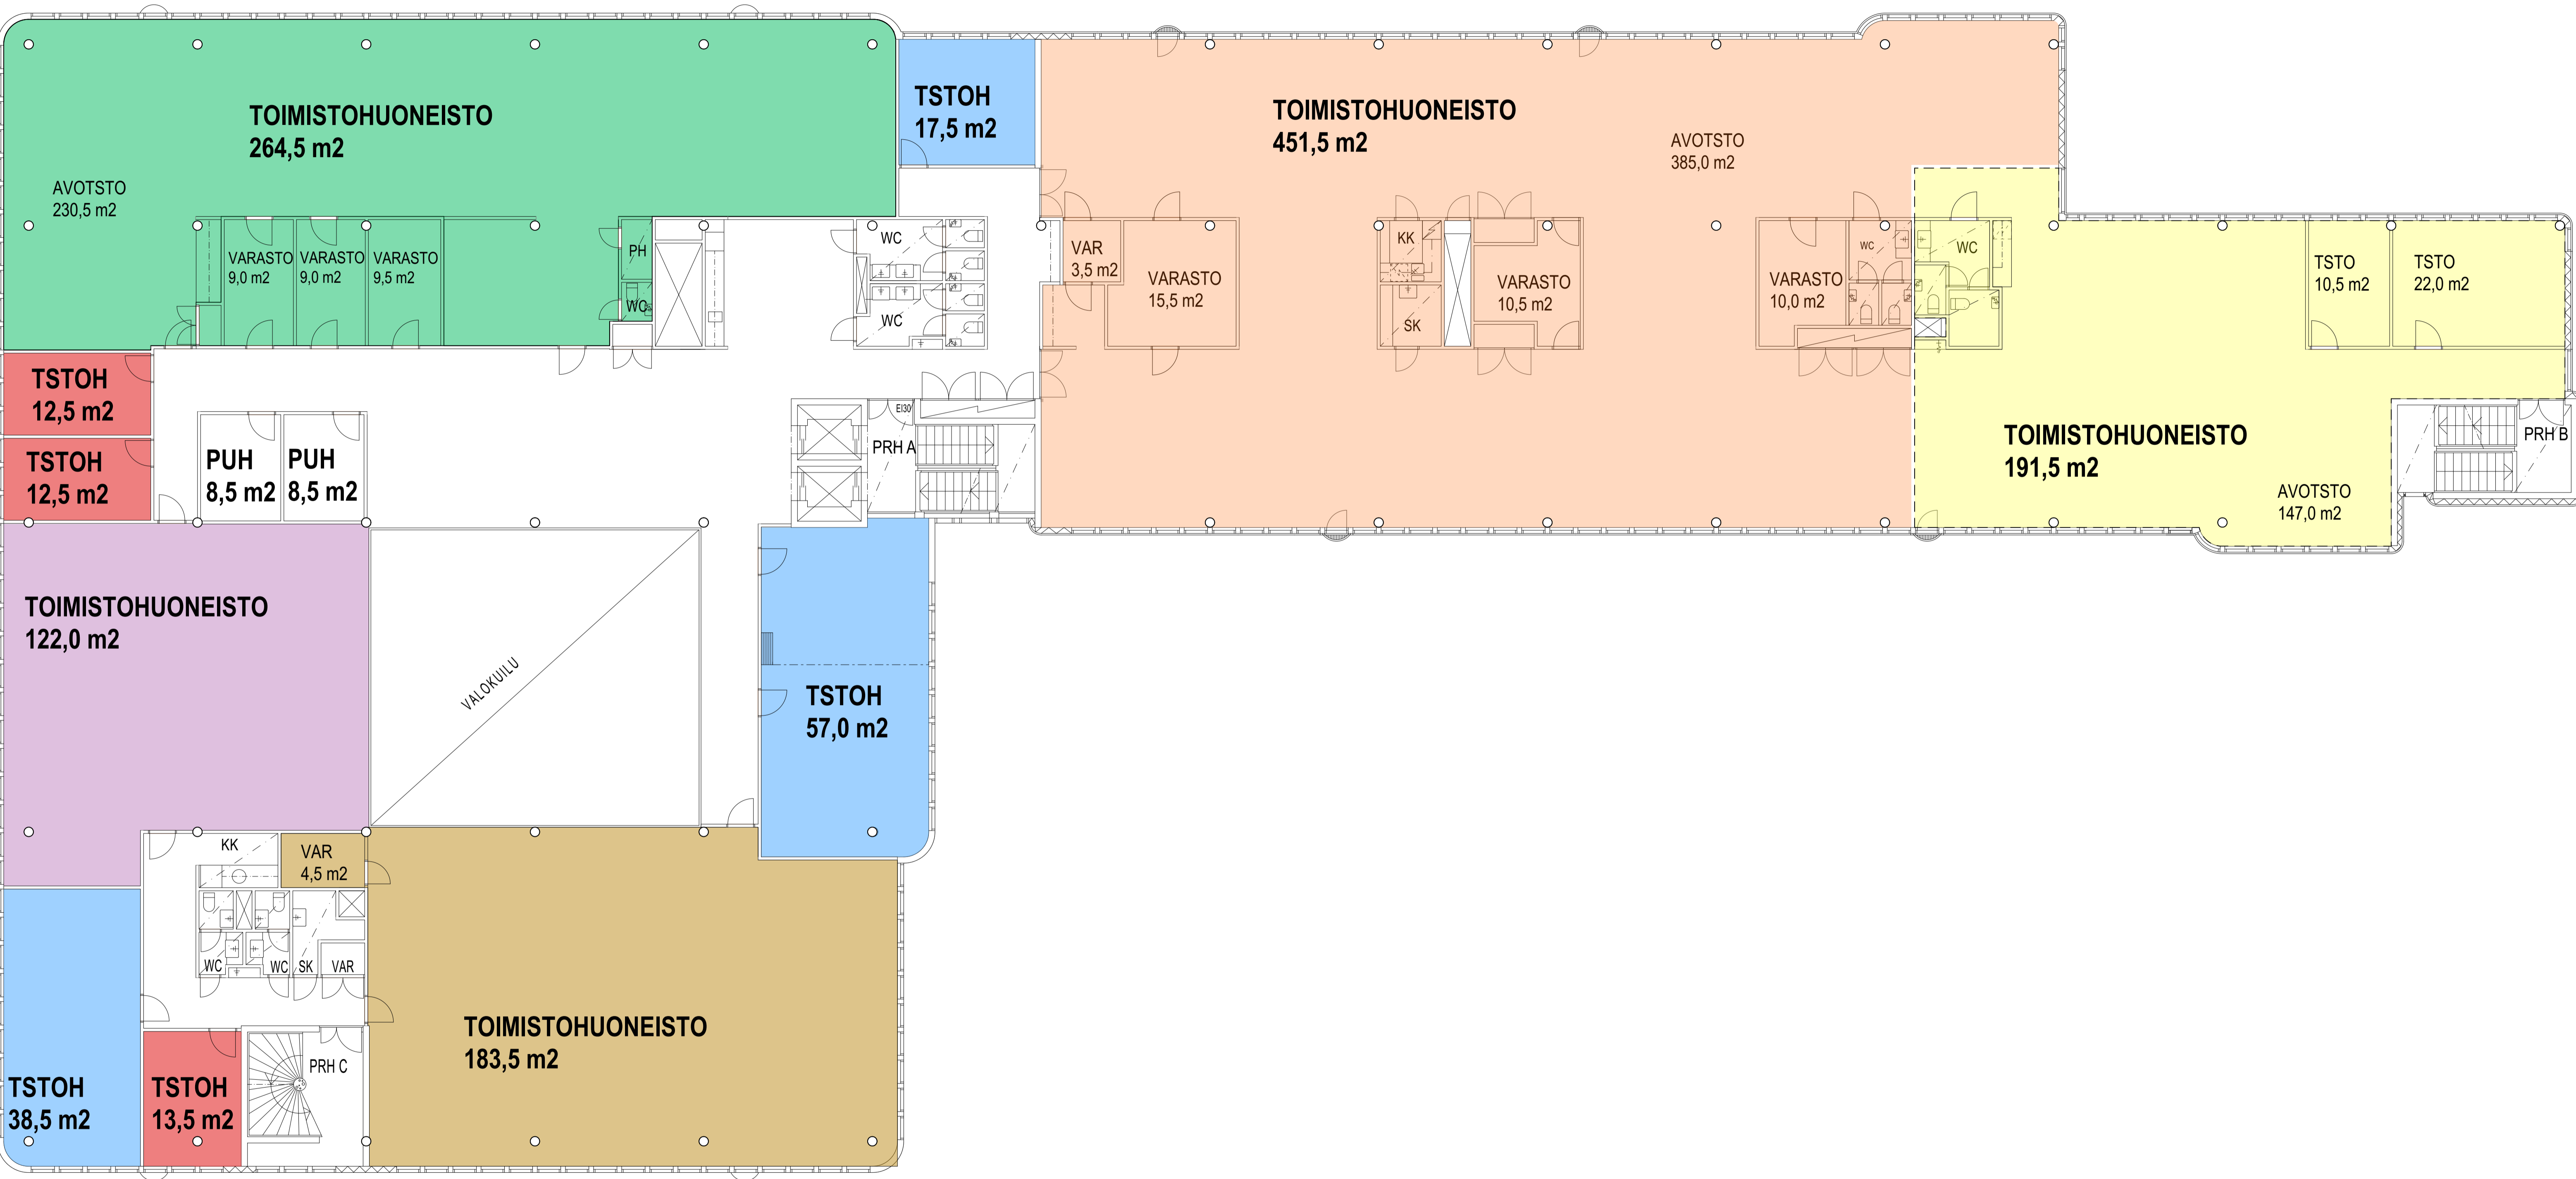 TOIMISTOHUONEISTO
264,5 m2
AVOTSTO
230,5 m2
VARASTO
9,0 m2
VARASTO
9,0 m2
VARASTO
9,5 m2
PH
WC
TSTOH
17,5 m2
WC
WC
TOIMISTOHUONEISTO
451,5 m2
AVOTSTO
385,0 m2
VAR
3,5 m2
VARASTO
15,5 m2
KK
SK
VARASTO
10,5 m2
VARASTO
10,0 m2
WC
WC
TSTO
10,5 m2
TSTO
22,0 m2
TOIMISTOHUONEISTO
191,5 m2
AVOTSTO
147,0 m2
PRH B
TSTOH
12,5 m2
TSTOH
12,5 m2
PUH
8,5 m2
PUH
8,5 m2
EI30
PRH A
TOIMISTOHUONEISTO
122,0 m2
VALOKUILU
TSTOH
57,0 m2
KK
VAR
4,5 m2
WC
WC
SK
VAR
TOIMISTOHUONEISTO
183,5 m2
PRH C
TSTOH
38,5 m2
TSTOH
13,5 m2